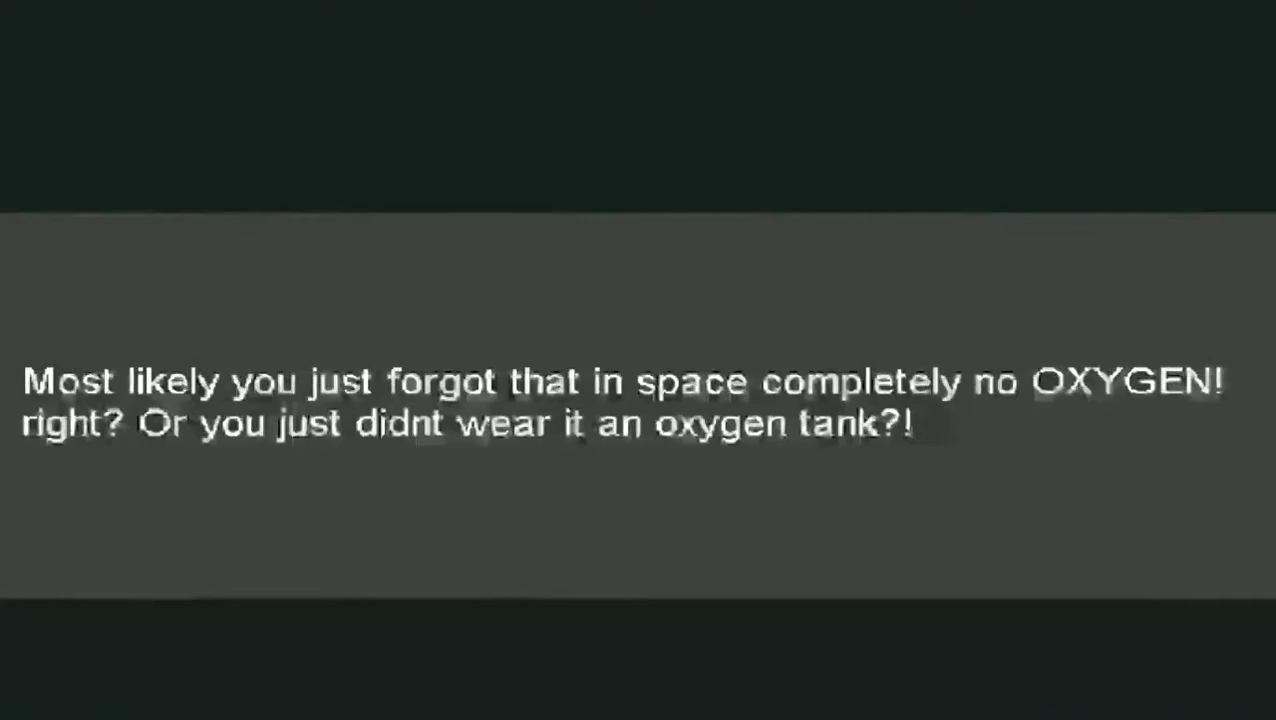 Most likely you just forgot that in space completely no OXYGEN!
right? Or you just didnt wear it an oxygen tank?!